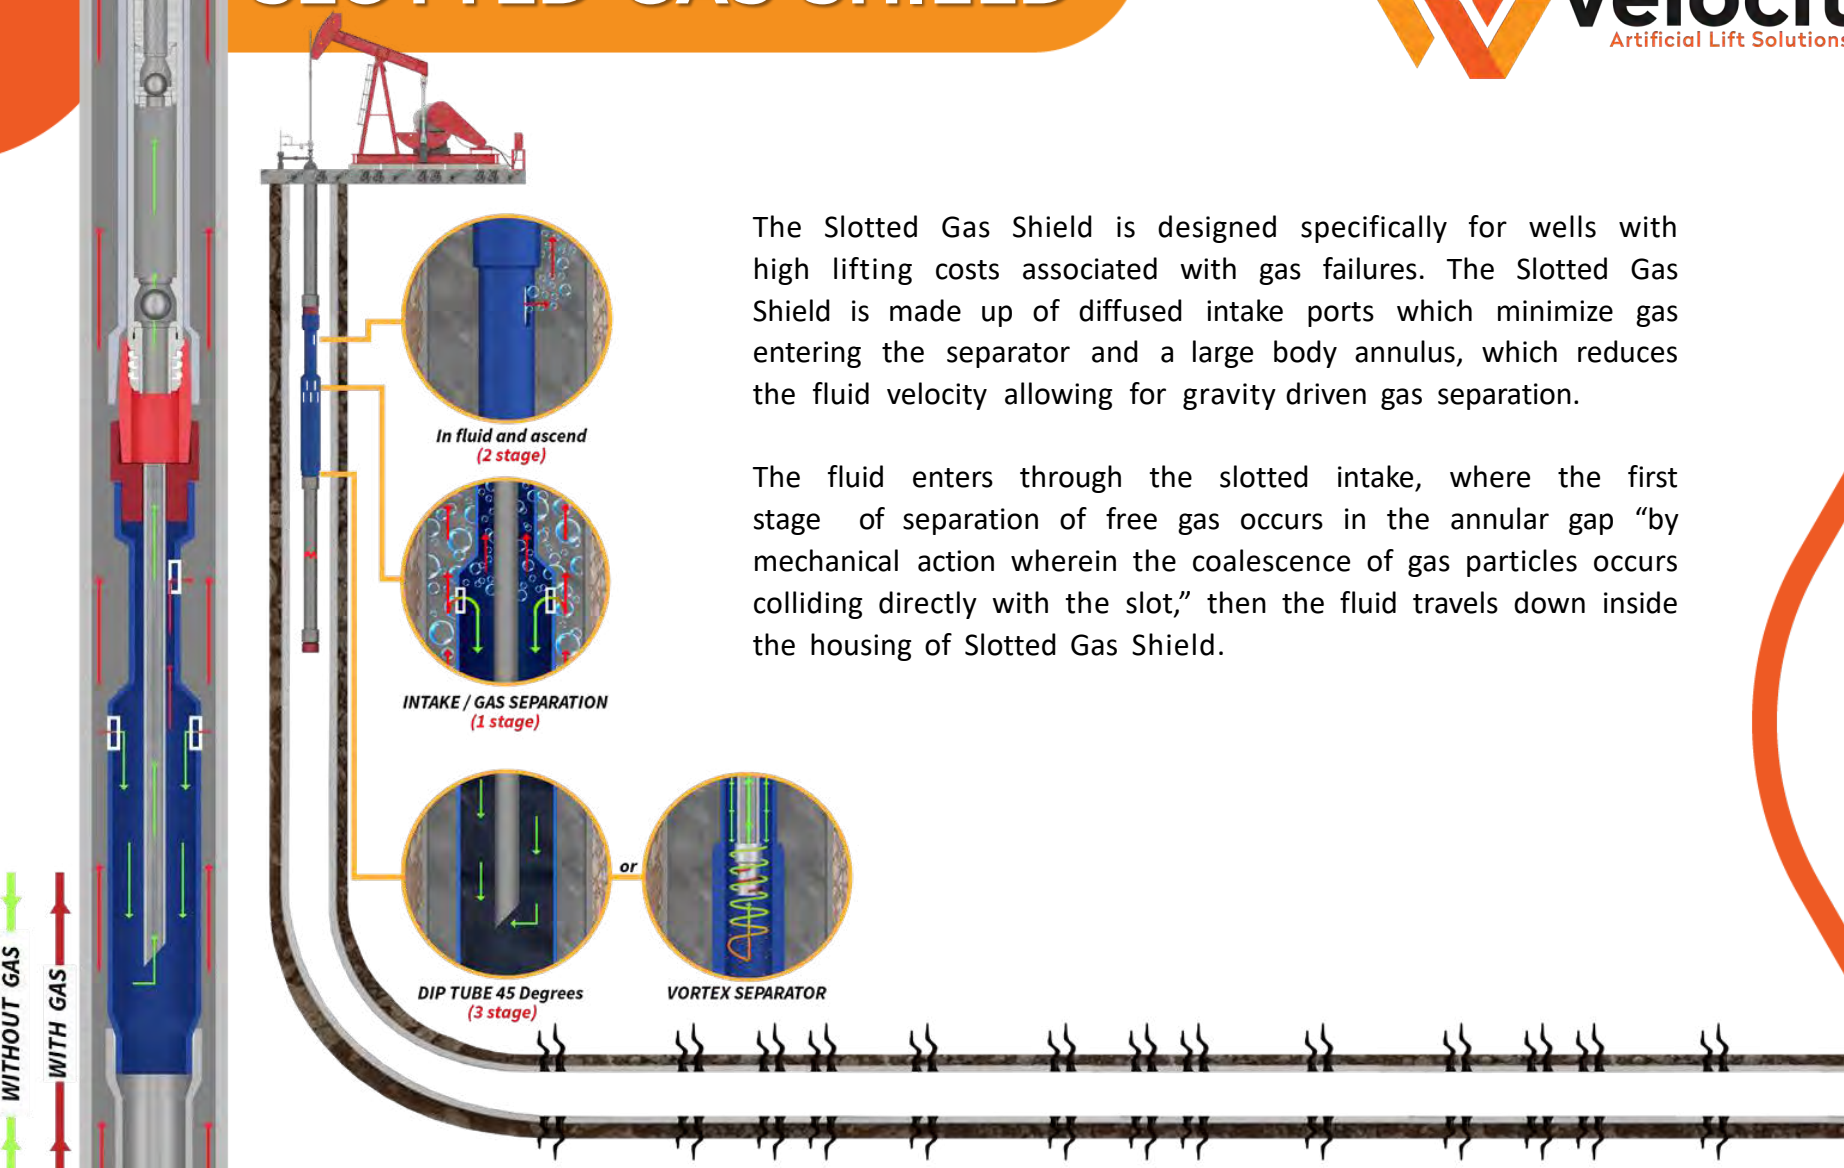 SLOTTED GAS SHIELD
Artificial Lift Solutions
The Slotted Gas Shield is designed specifically for wells with
high lifting costs associated with gas failures. The Slotted Gas
Shield is made up of diffused intake ports which minimize gas
entering the separator and a large body annulus, which reduces
the fluid velocity allowing for gravity driven gas separation.
The fluid enters through the slotted intake, where the first
stage of separation of free gas occurs in the annular gap “by
mechanical action wherein the coalescence of gas particles occurs
colliding directly with the slot,” then the fluid travels down inside
the housing of Slotted Gas Shield.
In fluid and ascend
(2 stage)
INTAKE / GAS SEPARATION
(1 stage)
or
DIP TUBE 45 Degrees
(3 stage)
VORTEX SEPARATOR
WITHOUT GAS
WITH GAS